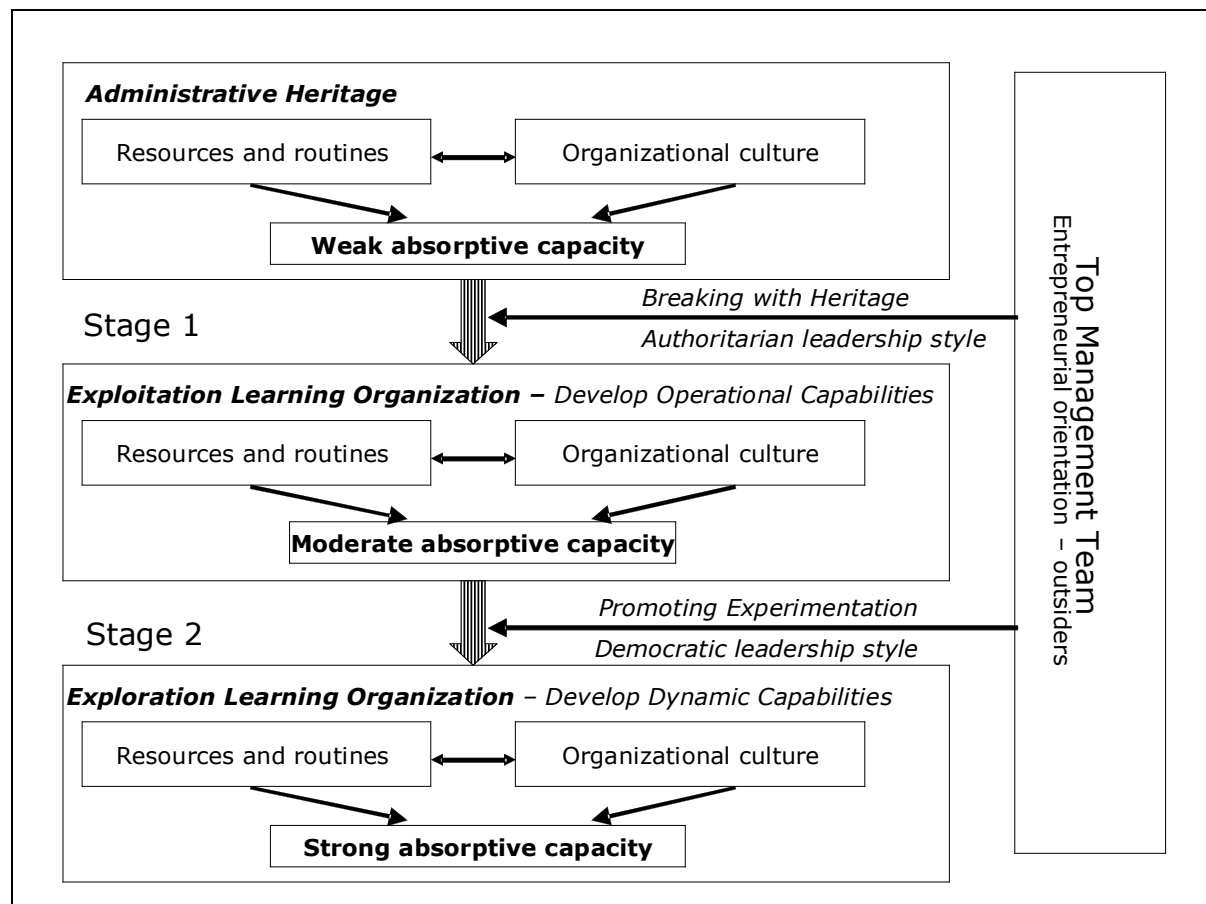 Administrative Heritage
Resources and routines
Organizational culture
Weak absorptive capacity
Stage 1
Breaking with Heritage
Authoritarian leadership style
Exploitation Learning Organization – Develop Operational Capabilities
Resources and routines
Organizational culture
Moderate absorptive capacity
Stage 2
Promoting Experimentation
Democratic leadership style
Exploration Learning Organization – Develop Dynamic Capabilities
Resources and routines
Organizational culture
Strong absorptive capacity
Top Management Team
Entrepreneurial orientation – outsiders